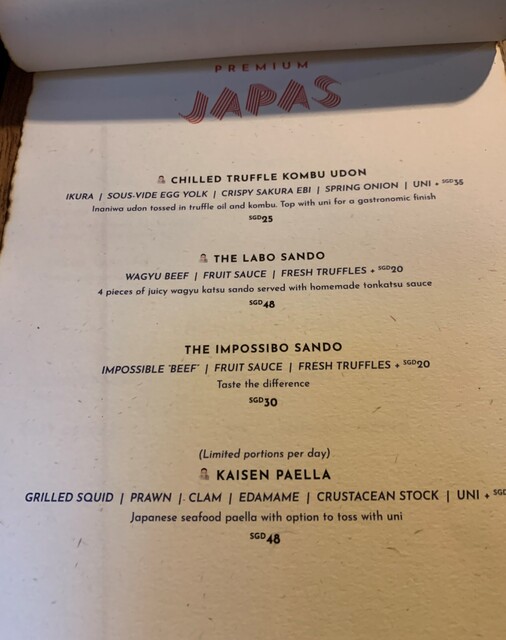 PREMIUM
JAPAS
CHILLED TRUFFLE KOMBU UDON
IKURA | SOUS-VIDE EGG YOLK | CRISPY SAKURA EBI | SPRING ONION | UNI + SGD35
Inaniwa udon tossed in truffle oil and kombu. Top with uni for a gastronomic finish
SGD25
THE LABO SANDO
WAGYU BEEF | FRUIT SAUCE | FRESH TRUFFLES + SGD20
4 pieces of juicy wagyu katsu sando served with homemade tonkatsu sauce
SGD48
THE IMPOSSIBO SANDO
IMPOSSIBLE 'BEEF' | FRUIT SAUCE | FRESH TRUFFLES + SGD20
Taste the difference
SGD30
(Limited portions per day)
KAISEN PAELLA
GRILLED SQUID | PRAWN | CLAM | EDAMAME | CRUSTACEAN STOCK | UNI +
Japanese seafood paella with option to toss with uni
SGD48